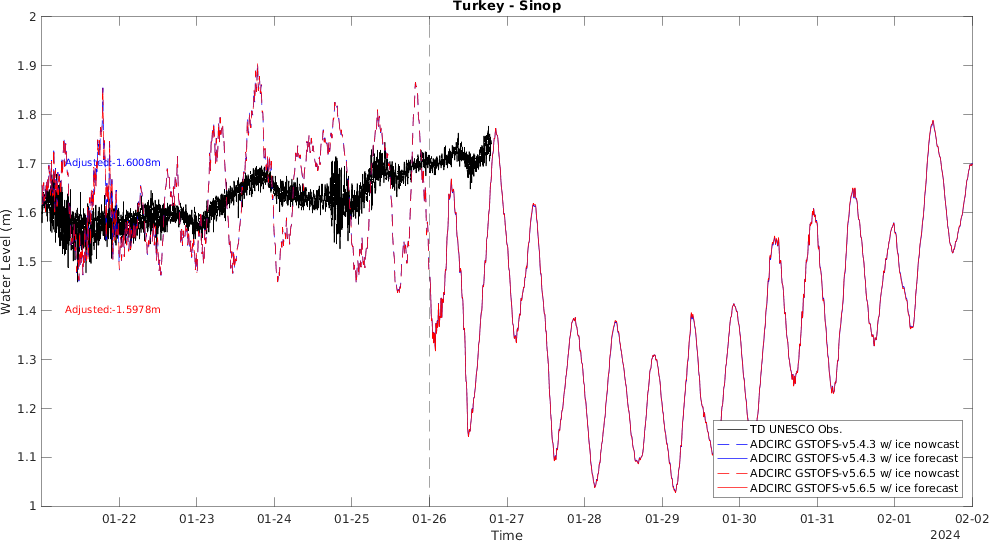 Turkey - Sinop
2
1.9
1.8
1.7
1.6
1.5
1.4
1.3
1.2
1.1
1
Water Level (m)
Adjusted:-1.6008m
Adjusted:-1.5978m
TD UNESCO Obs.
ADCIRC GSTOFS-v5.4.3 w/ ice nowcast
ADCIRC GSTOFS-v5.4.3 w/ ice forecast
ADCIRC GSTOFS-v5.6.5 w/ ice nowcast
ADCIRC GSTOFS-v5.6.5 w/ ice forecast
01-22 01-23 01-24 01-25 01-26 01-27 01-28 01-29 01-30 01-31 02-01 02-02
Time
2024